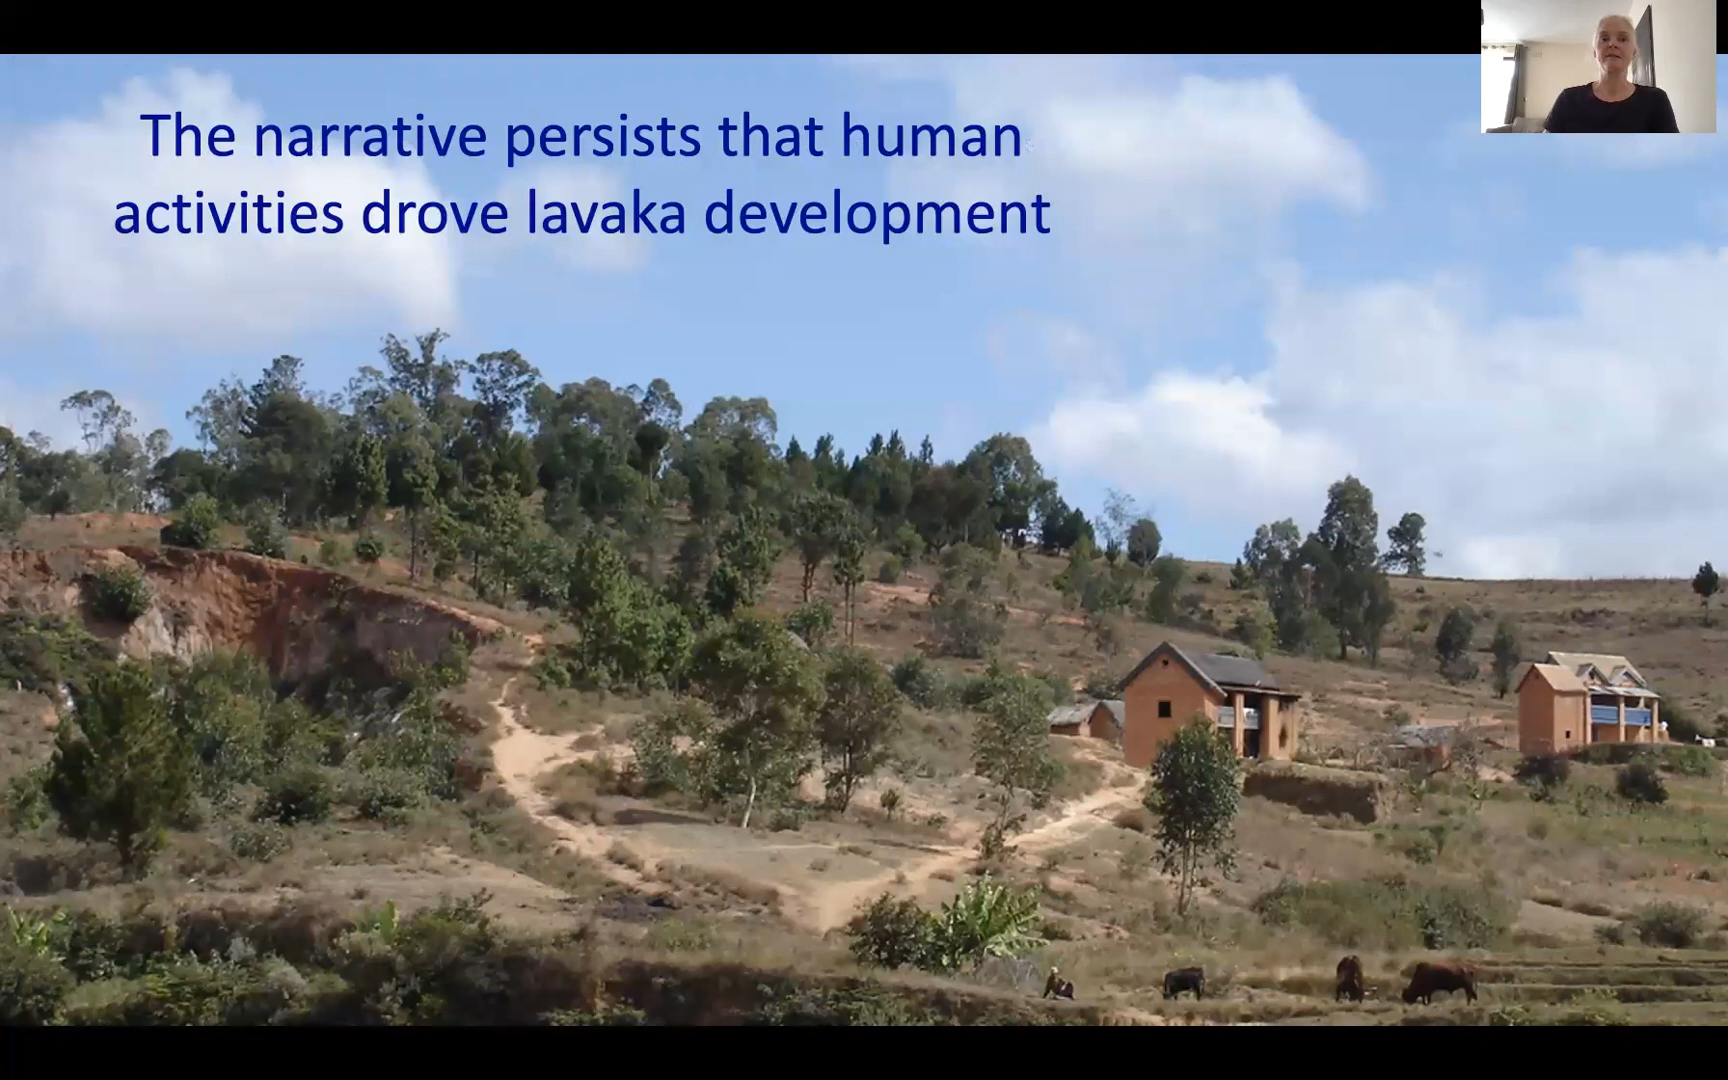 The narrative persists that human
activities drove lavaka development